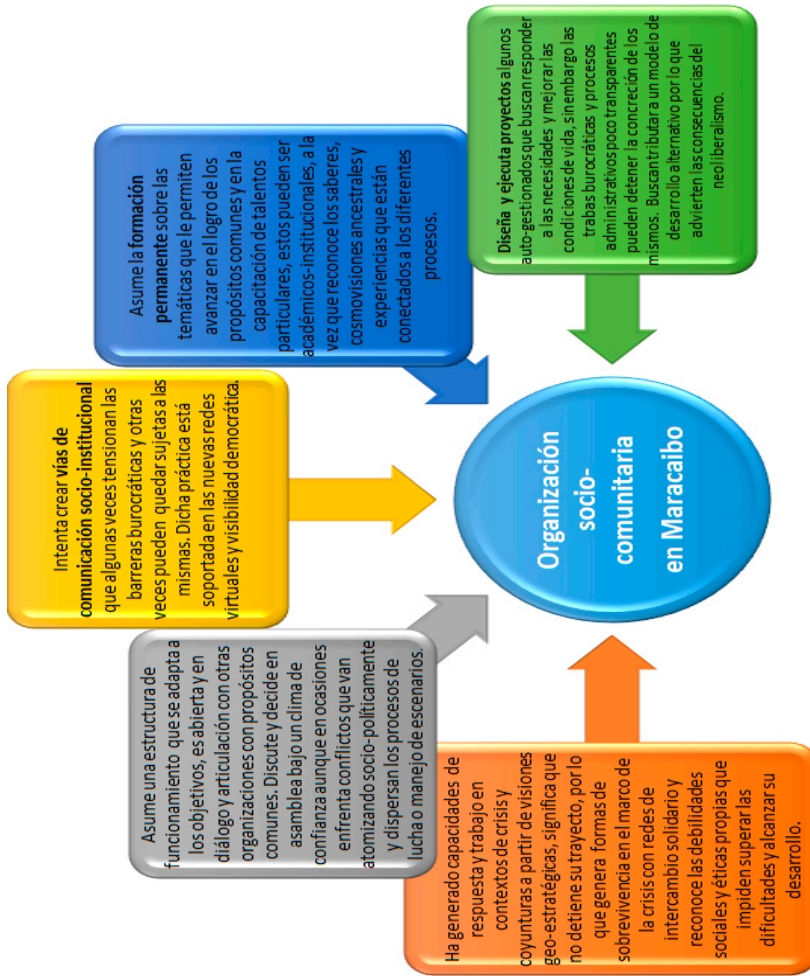 Ha generado capacidades de
respuesta y trabajo en
contextos de crisis y
coyunturas a partir de visiones
geo-estratégicas, significa que
no detiene su trayecto, por lo
que genera formas de
sobrevivencia en el marco de
la crisis con redes de
intercambio solidario y
reconoce las debilidades
sociales y éticas propias que
impiden superar las
dificultades y alcanzar su
desarrollo.
Asume una estructura de
funcionamiento que se adapta a
los objetivos, es abierta y en
diálogo y articulación con otras
organizaciones con propósitos
comunes. Discute y decide en
asamblea bajo un clima de
confianza aunque en ocasiones
enfrenta conflictos que van
atomizando socio-políticamente
y dispersan los procesos de
lucha o manejo de escenarios.
Intenta crear vías de
comunicación socio-institucional
que algunas veces tensionan las
barreras burocráticas y otras
veces pueden quedar sujetas a las
mismas. Dicha práctica está
soportada en las nuevas redes
virtuales y visibilidad democrática.
Asume la formación
permanente sobre las
temáticas que le permiten
avanzar en el logro de los
propósitos comunes y en la
capacitación de talentos
particulares, estos pueden ser
académicos-institucionales, a la
vez que reconoce los saberes,
cosmovisiones ancestrales y
experiencias que están
conectados a los diferentes
procesos.
Diseña y ejecuta proyectos algunos
auto-gestionados que buscan responder
a las necesidades y mejorar las
condiciones de vida, sin embargo las
trabas burocráticas y procesos
administrativos poco transparentes
pueden detener la concreción de los
mismos. Buscan tributar a un modelo de
desarrollo alternativo por lo que
advierten las consecuencias del
neoliberalismo.
Organización
socio-
comunitaria
en Maracaibo